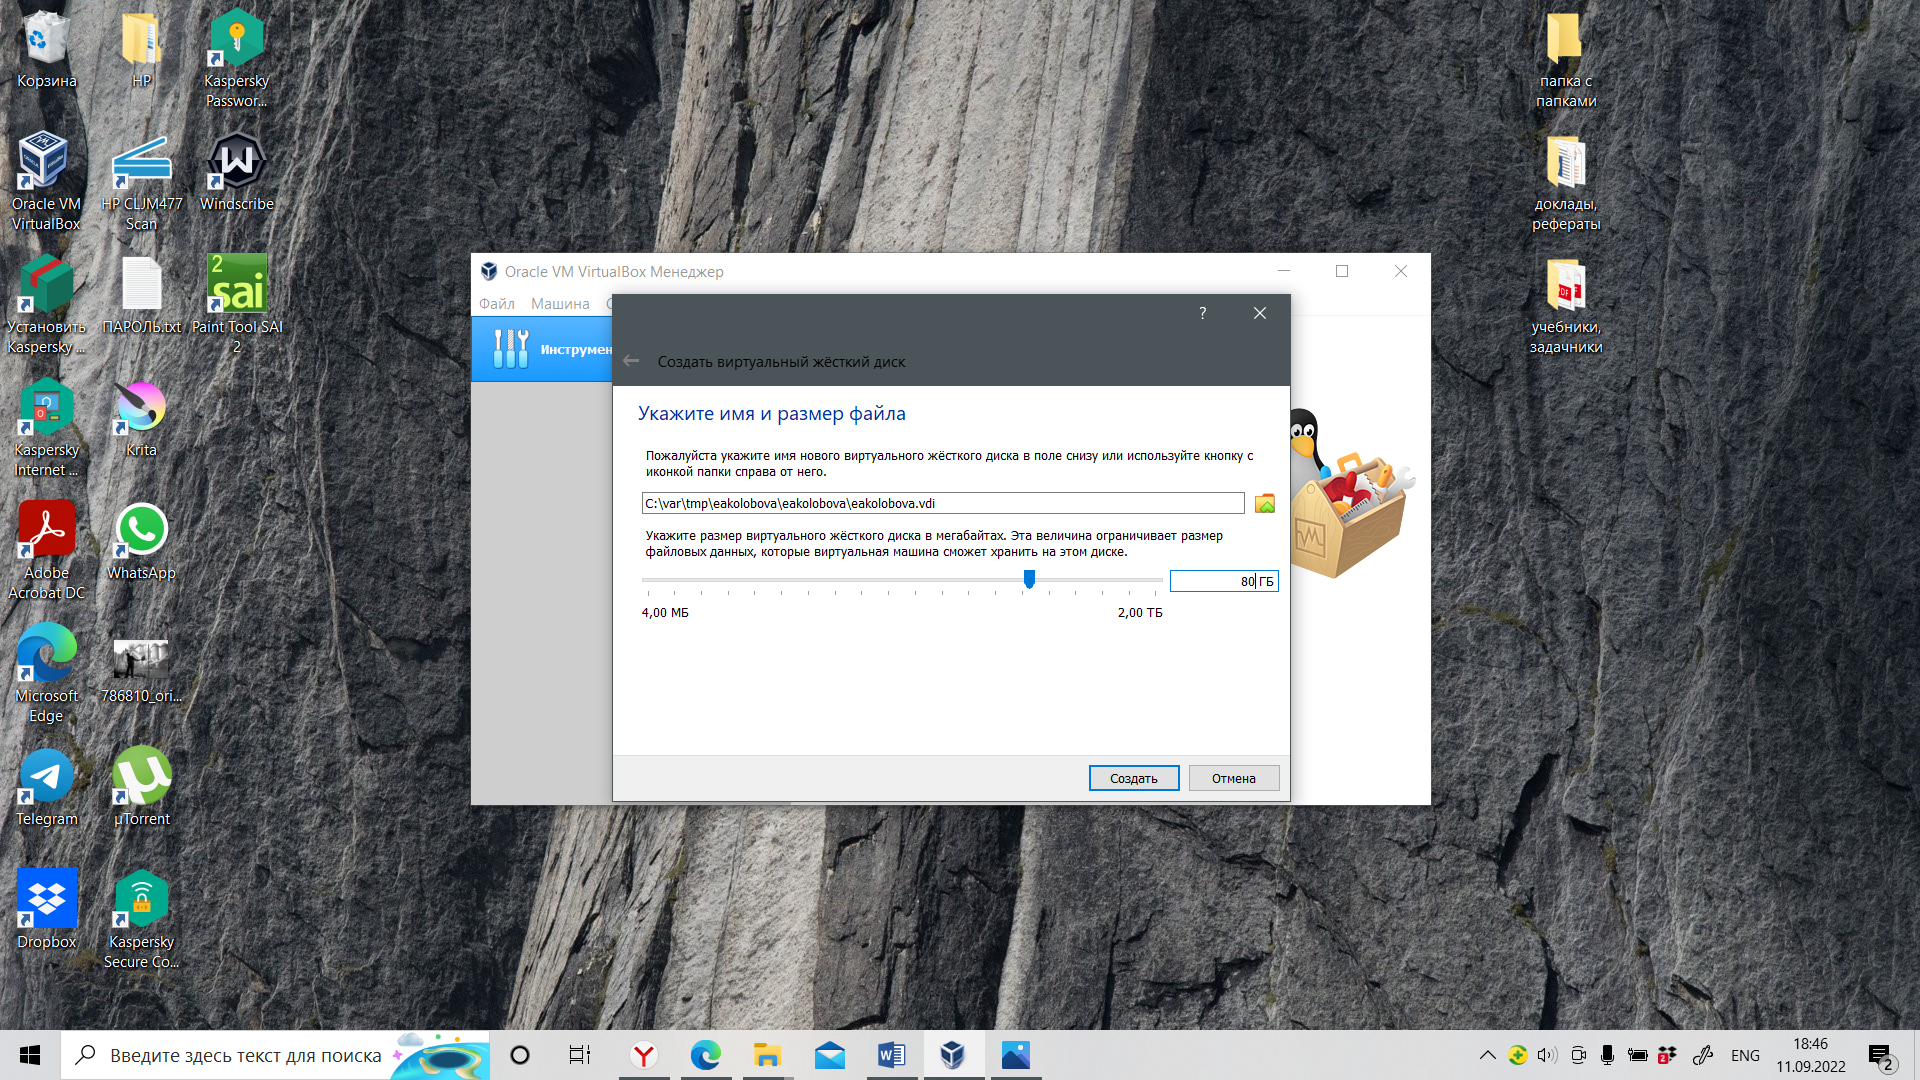 Корзина
HP
Kaspersky
Passwor...
Oracle VM
VirtualBox
HP CLJM477
Scan
Windscribe
Установить
Kaspersky ...
ПАРОЛЬ.txt
2
sai
Paint Tool SAI
2
Kaspersky
Internet ...
Krita
Adobe
Acrobat DC
WhatsApp
Microsoft
Edge
786810_ori...
Telegram
µTorrent
Dropbox
Kaspersky
Secure Co...
папка с
папками
доклады,
рефераты
учебники,
задачники
Oracle VM VirtualBox Менеджер
Файл Машина
Инструмен
?
Создать виртуальный жёсткий диск
Укажите имя и размер файла
Пожалуйста укажите имя нового виртуального жёсткого диска в поле снизу или используйте кнопку с
иконкой папки справа от него.
C:\var\tmp\eakolobova\eakolobova\eakolobova.vdi
Укажите размер виртуального жёсткого диска в мегабайтах. Эта величина ограничивает размер
файловых данных, которые виртуальная машина сможет хранить на этом диске.
80 ГБ
4,00 МБ
2,00 ТБ
Создать
Отмена
Введите здесь текст для поиска
ENG
18:46
11.09.2022
2